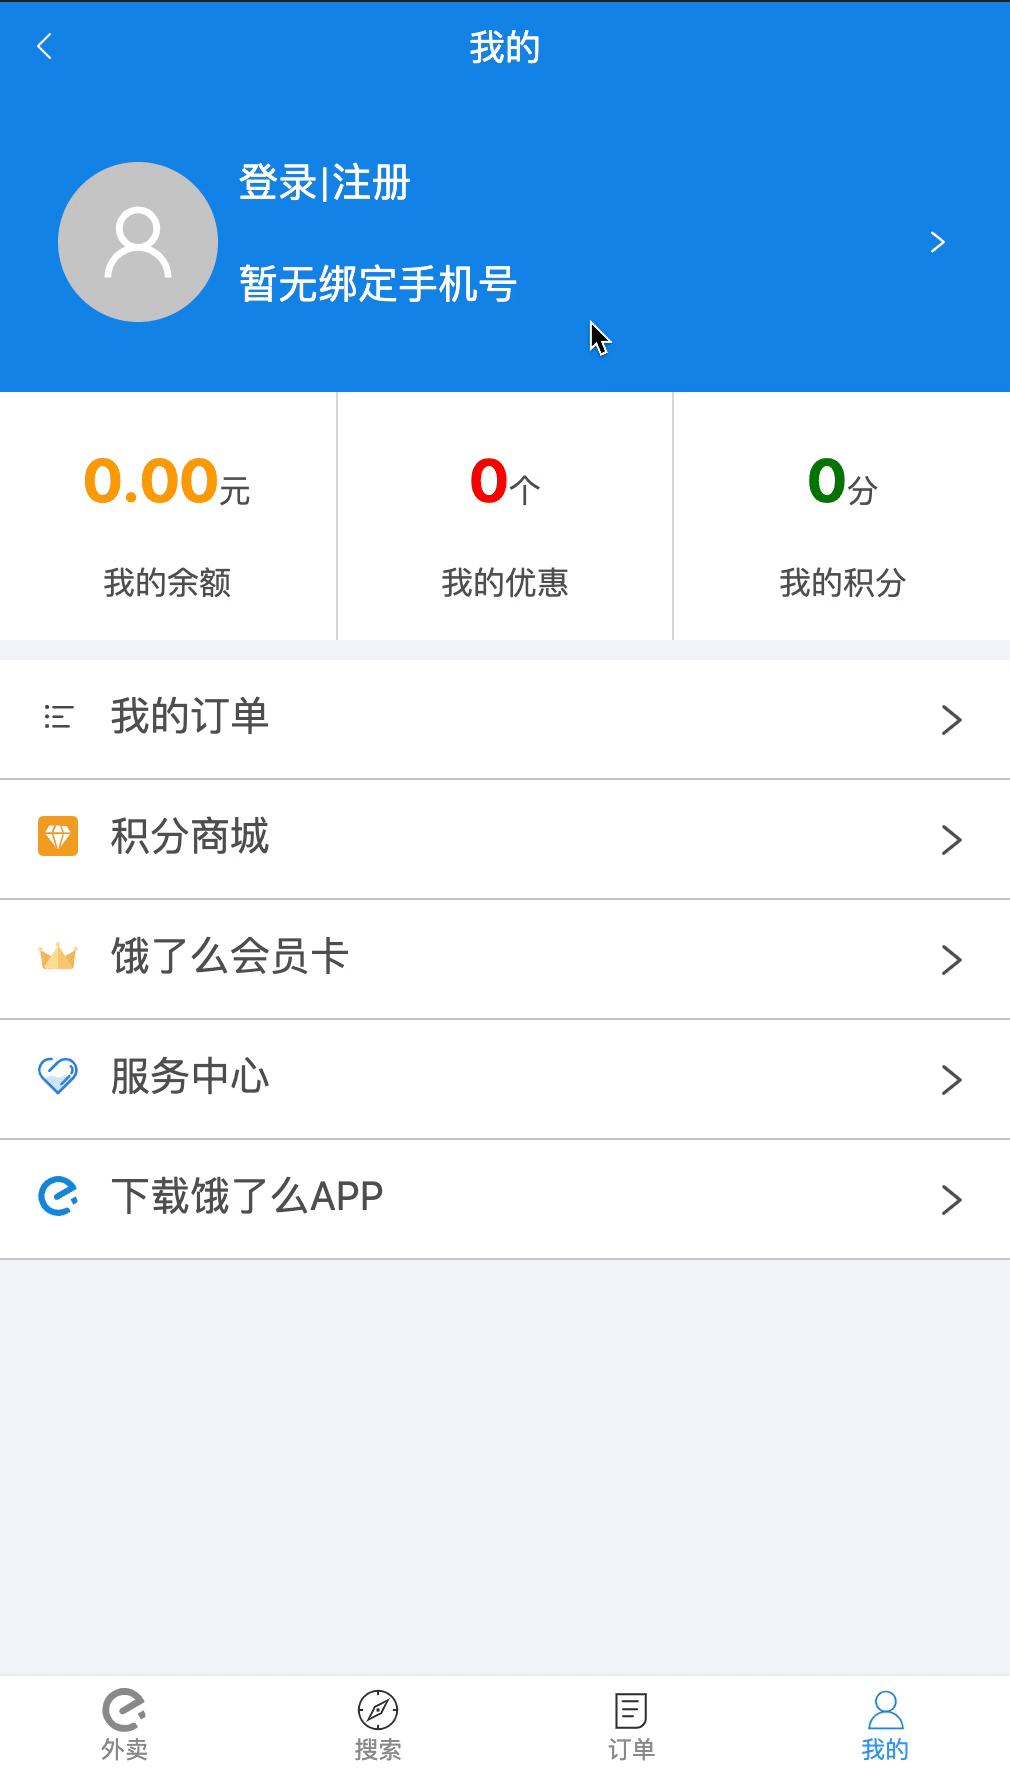 我的
登录|注册
暂无绑定手机号
0.00元
0个
0分
我的余额
我的优惠
我的积分
我的订单
积分商城
饿了么会员卡
服务中心
下载饿了么APP
外卖
搜索
订单
我的